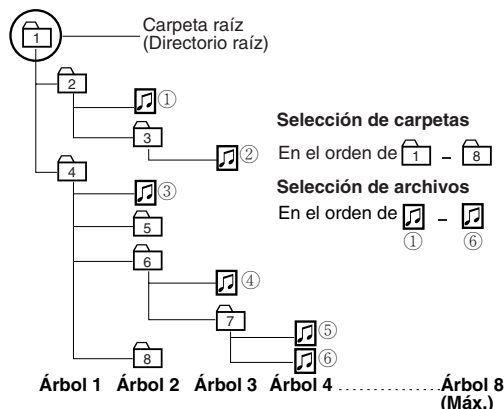 1
Carpeta raíz
(Directorio raíz)
2
①
3
②
4
③
5
6
④
7
⑤
⑥
8
Selección de carpetas
En el orden de 1 – 8
Selección de archivos
En el orden de –
① ⑥
Árbol 1 Árbol 2 Árbol 3 Árbol 4 ............... Árbol 8
(Máx.)